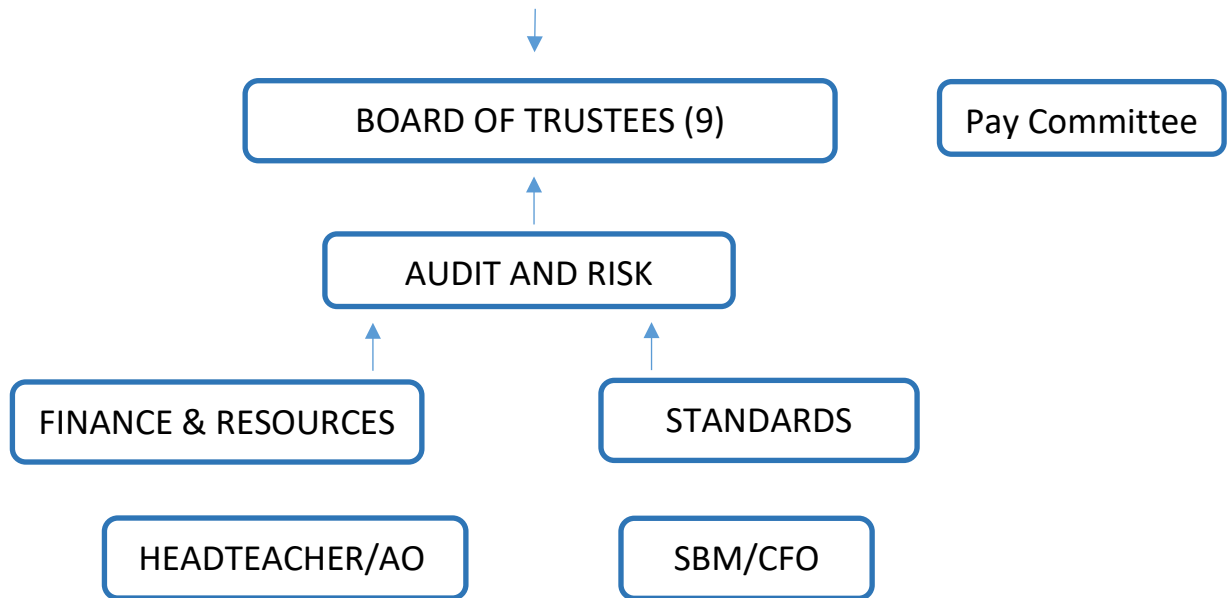 BOARD OF TRUSTEES (9)
Pay Committee
AUDIT AND RISK
FINANCE & RESOURCES
STANDARDS
HEADTEACHER/AO
SBM/CFO